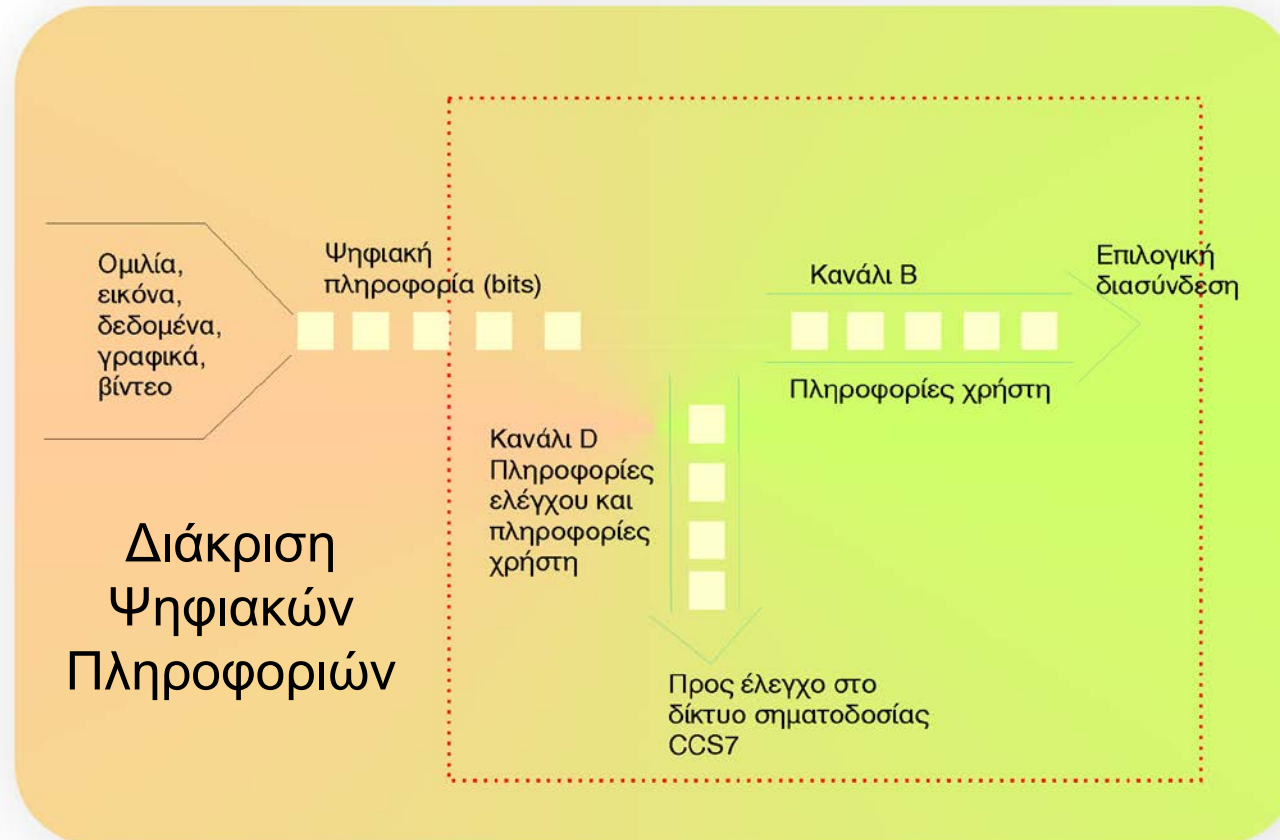 Ομιλία,
εικόνα,
δεδομένα,
γραφικά,
βίντεο
Ψηφιακή
πληροφορία (bits)
Κανάλι Β
Πληροφορίες χρήστη
Επιλογική
διασύνδεση
Κανάλι D
Πληροφορίες
ελέγχου και
πληροφορίες
χρήστη
Προς έλεγχο στο
δίκτυο σηματοδοσίας
CCS7
Διάκριση
Ψηφιακών
Πληροφοριών